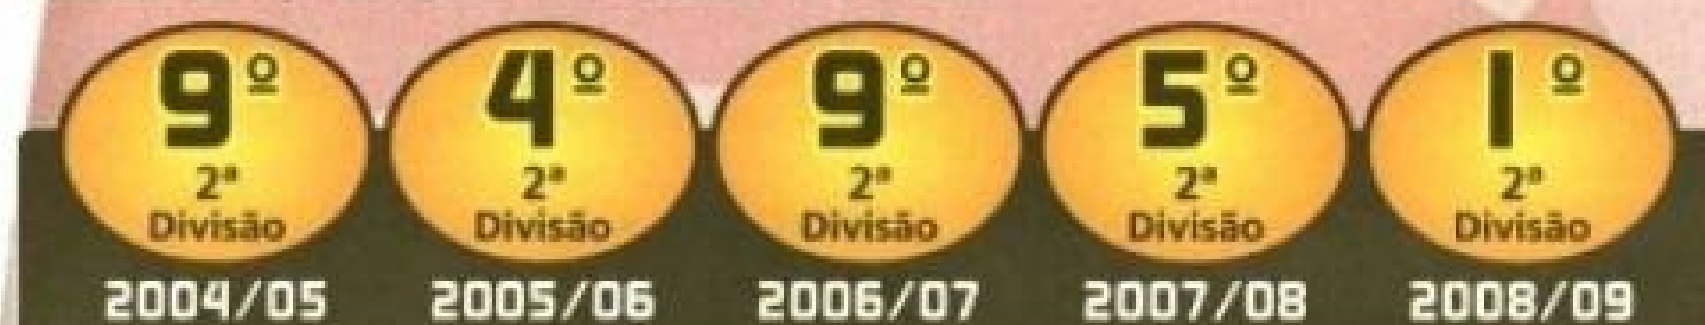 9º 4º 9º 5º 1º
2ª 2ª 2ª 2ª 2ª
Divisão Divisão Divisão Divisão Divisão
2004/05 2005/06 2006/07 2007/08 2008/09